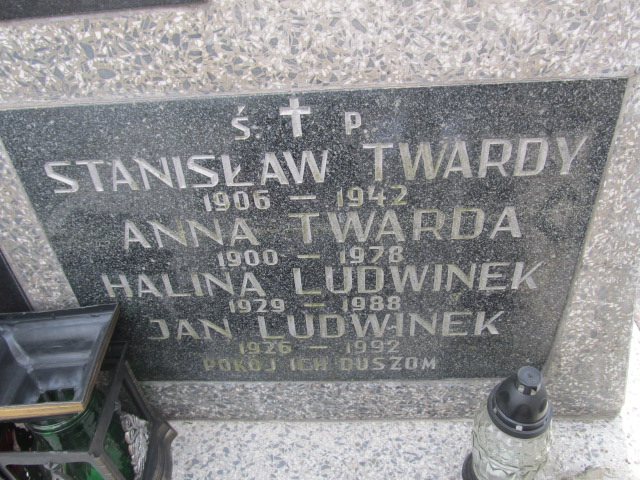 Ś. P.
STANISŁAW TWARDY
1906 – 1942
ANNA TWARDA
1900 – 1978
HALINA LUDWINEK
1929 – 1988
JAN LUDWINEK
1926 – 1992
POKÓJ ICH DUSZOM